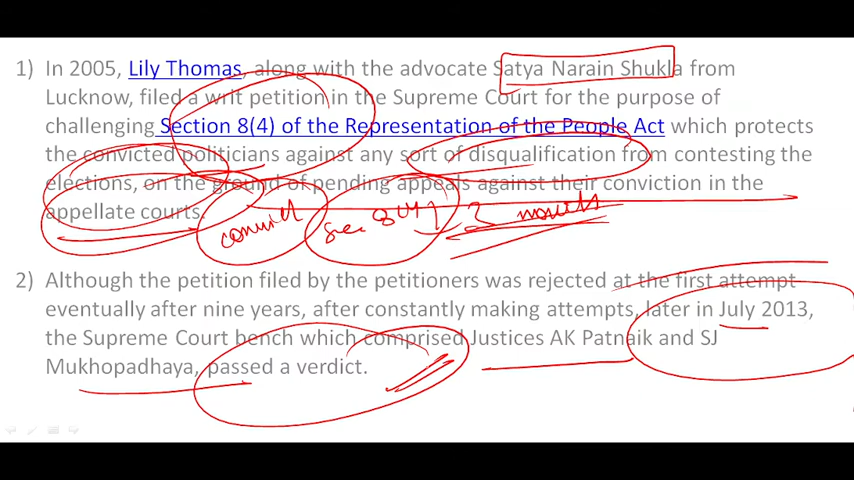 1) In 2005, Lily Thomas, along with the advocate Satya Narain Shukla from
Lucknow, filed a writ petition in the Supreme Court for the purpose of
challenging Section 8(4) of the Representation of the People Act which protects
the convicted politicians against any sort of disqualification from contesting the
elections, on the ground of pending appeals against their conviction in the
appellate courts.
convict sec 8(4) 3 months
2) Although the petition filed by the petitioners was rejected at the first attempt
eventually after nine years, after constantly making attempts, later in July 2013,
the Supreme Court bench which comprised Justices AK Patnaik and SJ
Mukhopadhaya, passed a verdict.